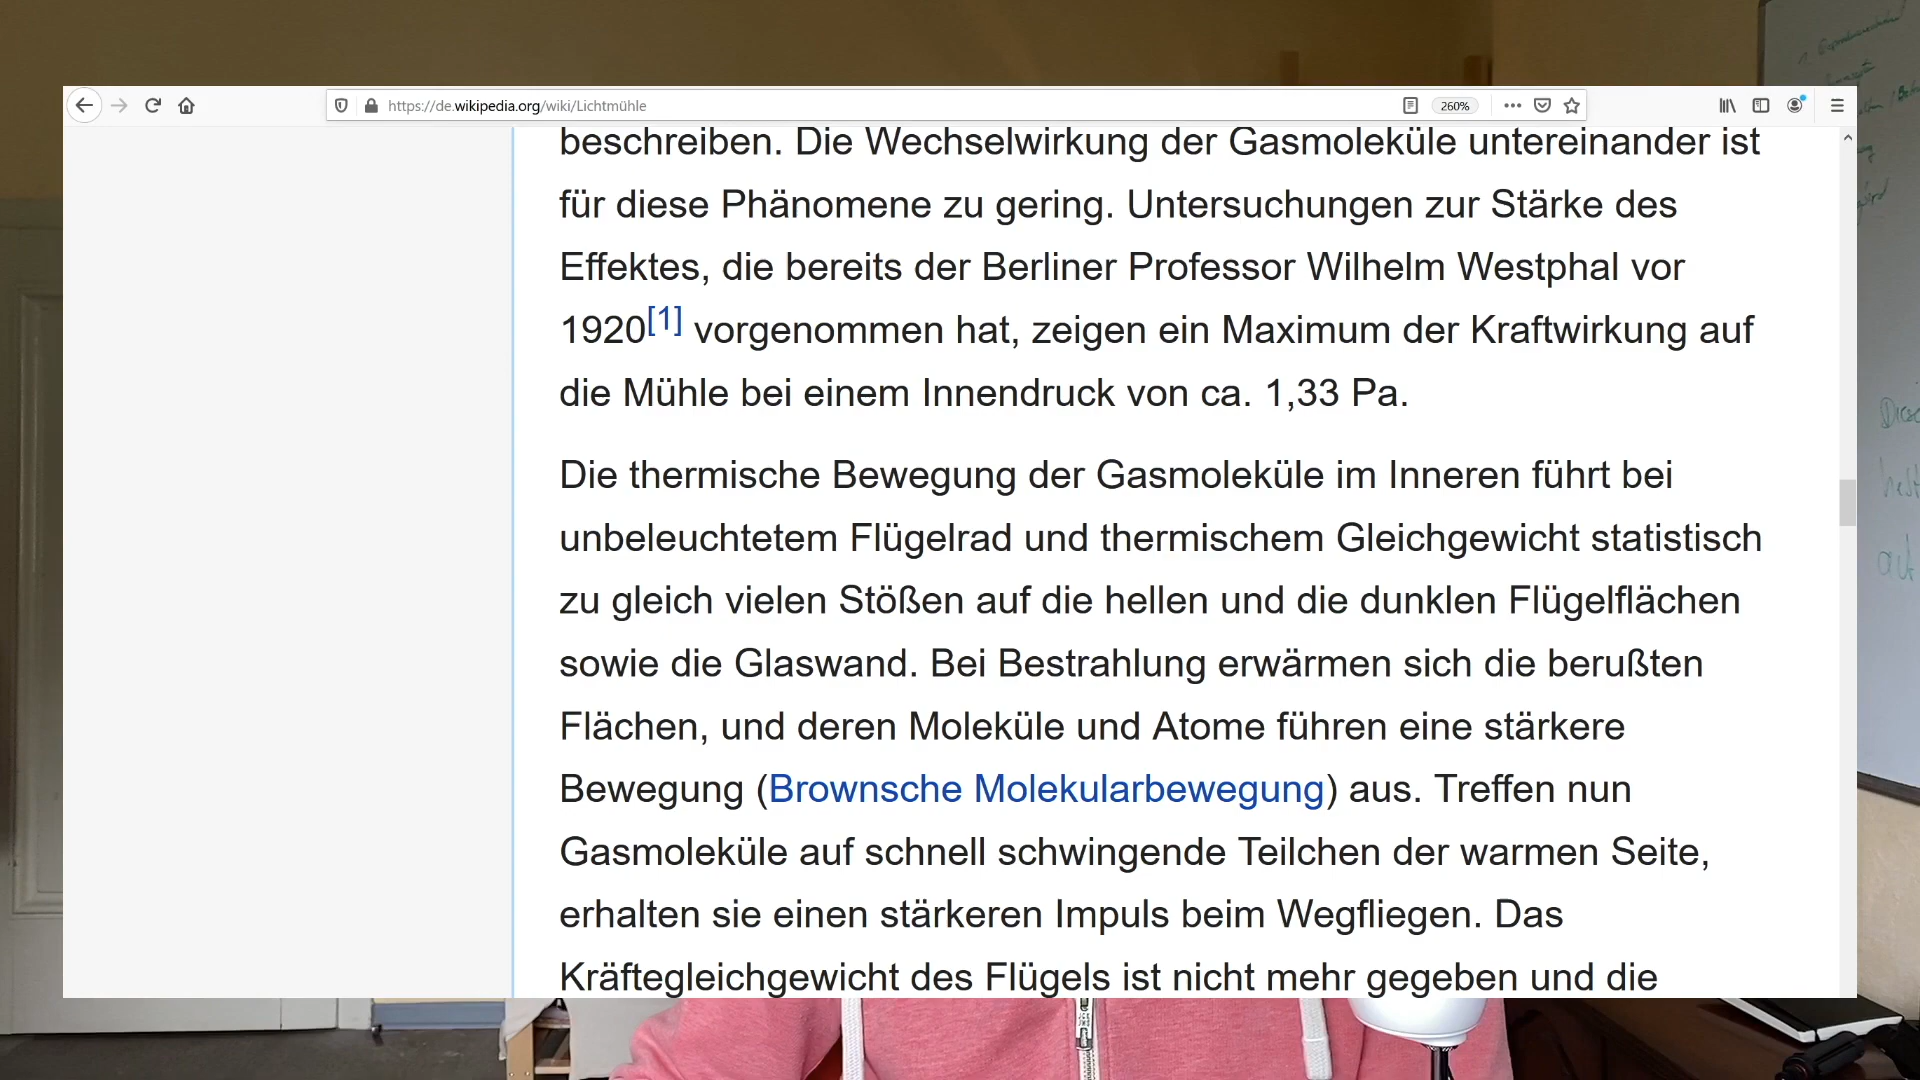 https://de.wikipedia.org/wiki/Lichtmühle
260%
beschreiben. Die Wechselwirkung der Gasmoleküle untereinander ist
für diese Phänomene zu gering. Untersuchungen zur Stärke des
Effektes, die bereits der Berliner Professor Wilhelm Westphal vor
1920[1] vorgenommen hat, zeigen ein Maximum der Kraftwirkung auf
die Mühle bei einem Innendruck von ca. 1,33 Pa.
Die thermische Bewegung der Gasmoleküle im Inneren führt bei
unbeleuchtetem Flügelrad und thermischem Gleichgewicht statistisch
zu gleich vielen Stößen auf die hellen und die dunklen Flügelflächen
sowie die Glaswand. Bei Bestrahlung erwärmen sich die berußten
Flächen, und deren Moleküle und Atome führen eine stärkere
Bewegung (Brownsche Molekularbewegung) aus. Treffen nun
Gasmoleküle auf schnell schwingende Teilchen der warmen Seite,
erhalten sie einen stärkeren Impuls beim Wegfliegen. Das
Kräftegleichgewicht des Flügels ist nicht mehr gegeben und die